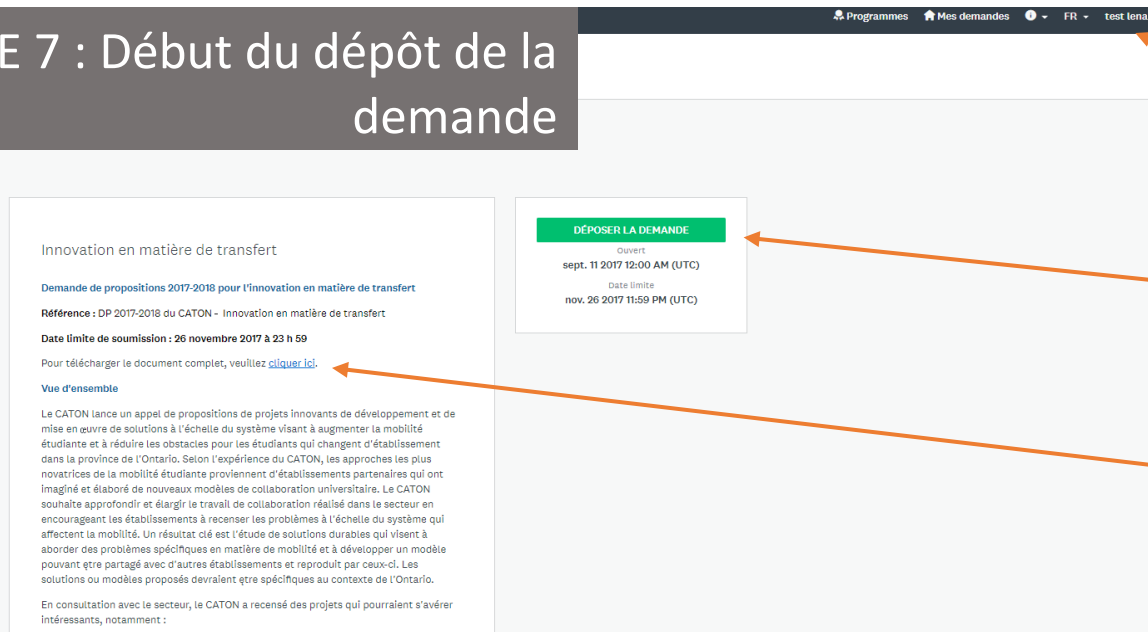 Programmes Mes demandes FR test lena
E 7 : Début du dépôt de la
demande
Innovation en matière de transfert
Demande de propositions 2017-2018 pour l'innovation en matière de transfert
Référence : DP 2017-2018 du CATON - Innovation en matière de transfert
Date limite de soumission : 26 novembre 2017 à 23 h 59
Pour télécharger le document complet, veuillez cliquer ici.
Vue d'ensemble
Le CATON lance un appel de propositions de projets innovants de développement et de
mise en œuvre de solutions à l'échelle du système visant à augmenter la mobilité
étudiante et à réduire les obstacles pour les étudiants qui changent d'établissement
dans la province de l'Ontario. Selon l'expérience du CATON, les approches les plus
novatrices de la mobilité étudiante proviennent d'établissements partenaires qui ont
imaginé et élaboré de nouveaux modèles de collaboration universitaire. Le CATON
souhaite approfondir et élargir le travail de collaboration réalisé dans le secteur en
encourageant les établissements à recenser les problèmes à l'échelle du système qui
affectent la mobilité. Un résultat clé est l'étude de solutions durables qui visent à
aborder des problèmes spécifiques en matière de mobilité et à développer un modèle
pouvant ętre partagé avec d'autres établissements et reproduit par ceux-ci. Les
solutions ou modèles proposés devraient ętre spécifiques au contexte de l'Ontario.
En consultation avec le secteur, le CATON a recensé des projets qui pourraient s'avérer
intéressants, notamment :
DÉPOSER LA DEMANDE
Ouvert
sept. 11 2017 12:00 AM (UTC)
Date limite
nov. 26 2017 11:59 PM (UTC)